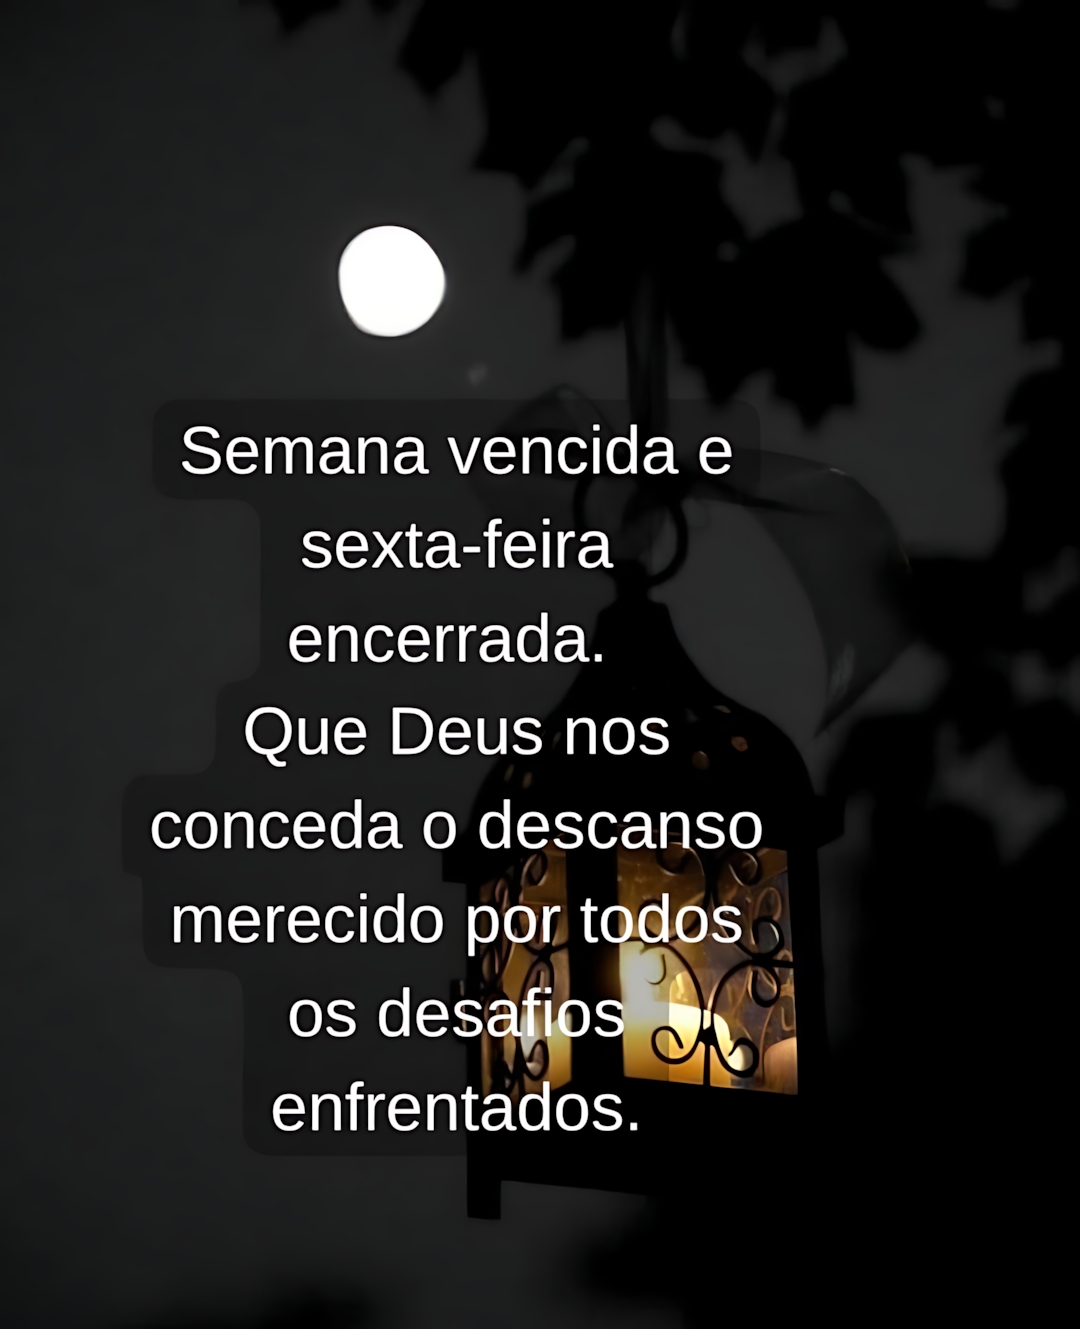 Semana vencida e
sexta-feira
encerrada.
Que Deus nos
conceda o descanso
merecido por todos
os desafios
enfrentados.